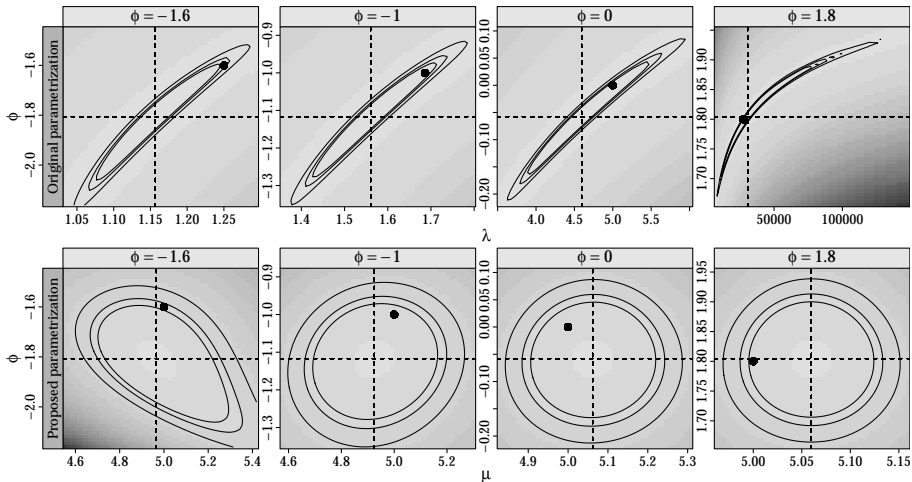 ϕ = −1.6
ϕ = −1
ϕ = 0
ϕ = 1.8
Original parametrization
ϕ
−1.6
−1.8
−2.0
−1.0
−1.1
−1.2
−1.3
0.10
0.05
0.00
−0.10
−0.20
1.90
1.85
1.80
1.75
1.70
1.05 1.10 1.15 1.20 1.25
1.4 1.5 1.6 1.7
4.0 4.5 5.0 5.5
50000 100000
λ
ϕ = −1.6
ϕ = −1
ϕ = 0
ϕ = 1.8
Proposed parametrization
ϕ
−1.6
−1.8
−2.0
−0.9
−1.0
−1.1
−1.2
−1.3
0.10
0.05
0.00
−0.10
−0.20
1.95
1.90
1.85
1.80
1.75
1.70
4.6 4.8 5.0 5.2 5.4
4.6 4.8 5.0 5.2
4.9 5.0 5.1 5.2 5.3
5.00 5.05 5.10 5.15
μ